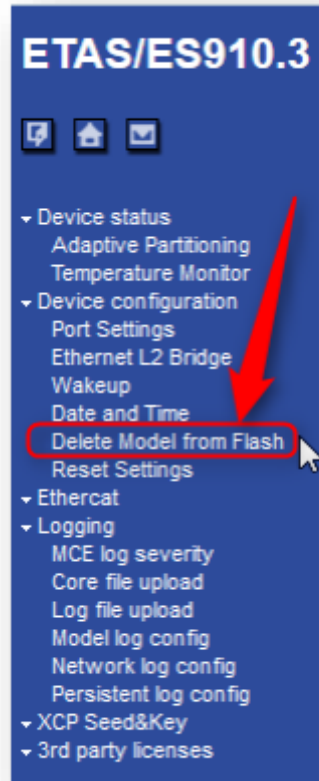 ETAS/ES910.3
Device status
Adaptive Partitioning
Temperature Monitor
Device configuration
Port Settings
Ethernet L2 Bridge
Wakeup
Date and Time
Delete Model from Flash
Reset Settings
Ethercat
Logging
MCE log severity
Core file upload
Log file upload
Model log config
Network log config
Persistent log config
XCP Seed&Key
3rd party licenses